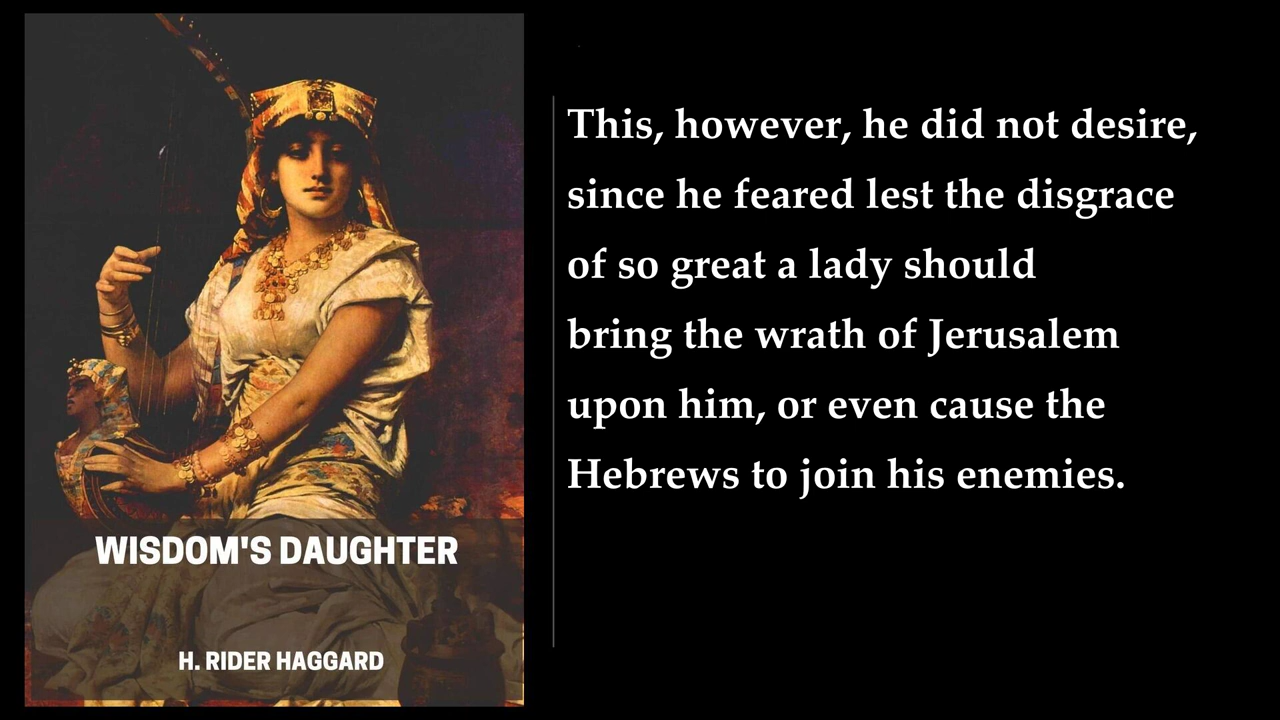 WISDOM'S DAUGHTER
H. RIDER HAGGARD
This, however, he did not desire,
since he feared lest the disgrace
of so great a lady should
bring the wrath of Jerusalem
upon him, or even cause the
Hebrews to join his enemies.